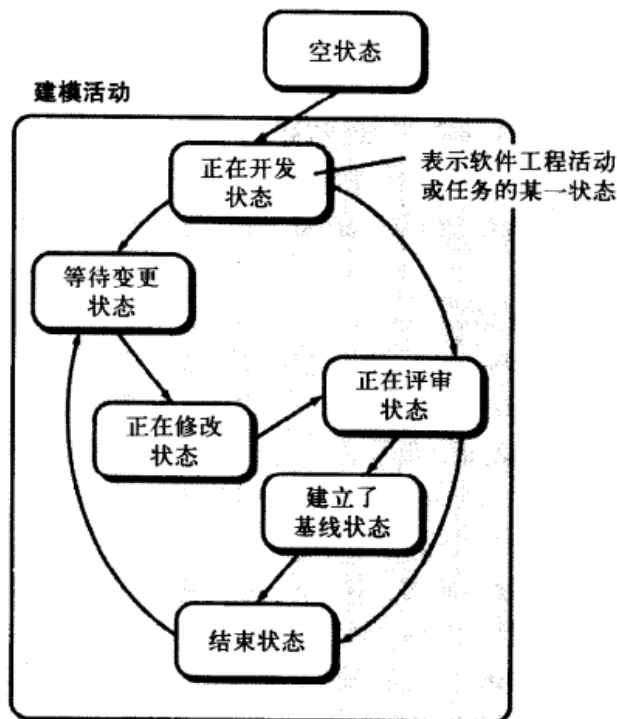 空状态
建模活动
正在开发
状态
表示软件工程活动
或任务的某一状态
等待变更
状态
正在评审
状态
正在修改
状态
建立了
基线状态
结束状态